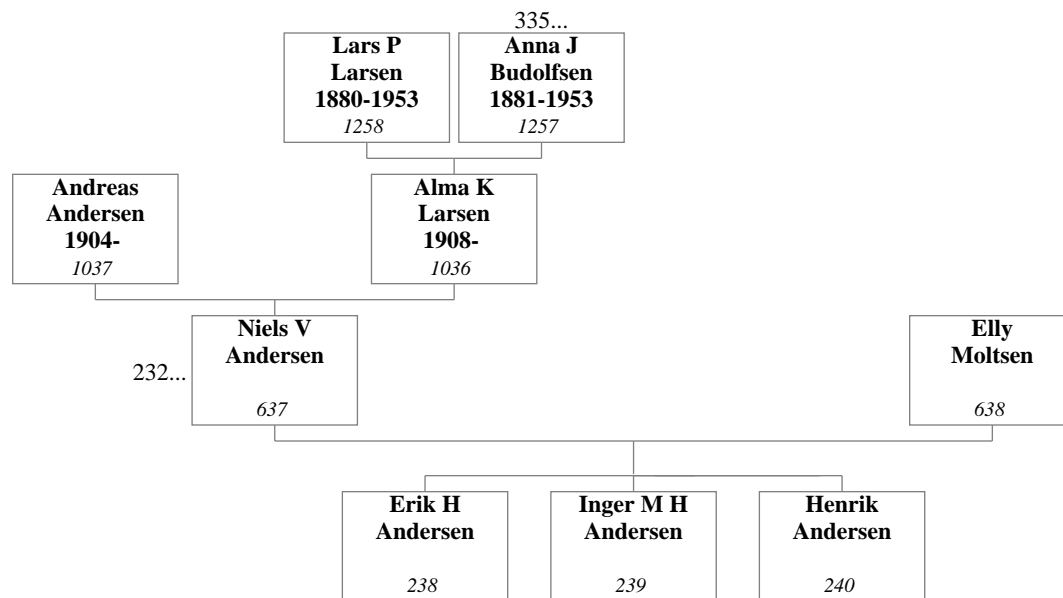 335...
Lars P
Larsen
1880-1953
1258
Anna J
Budolfsen
1881-1953
1257
Andreas
Andersen
1904-
1037
Alma K
Larsen
1908-
1036
232...
Niels V
Andersen
637
Elly
Moltsen
638
Erik H
Andersen
238
Inger M H
Andersen
239
Henrik
Andersen
240